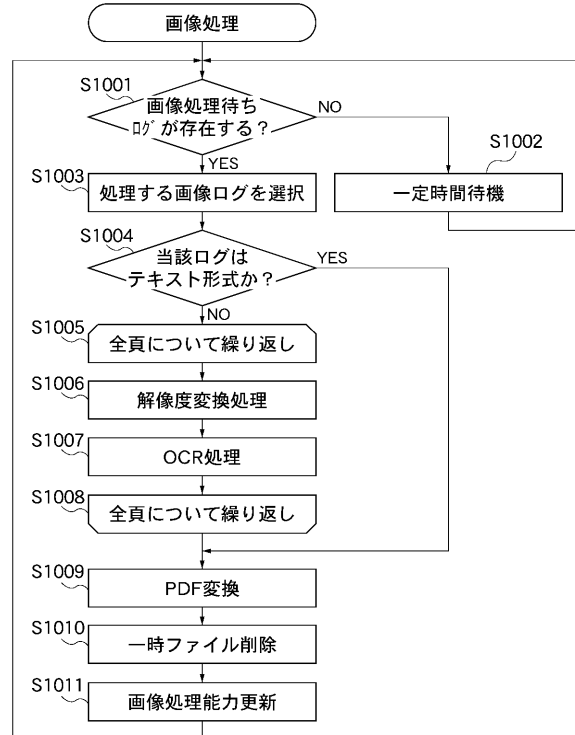 画像処理
S1001
画像処理待ち
ログが存在する？
NO
YES
S1002
一定時間待機
S1003
処理する画像ログを選択
S1004
当該ログは
テキスト形式か？
YES
NO
S1005
全頁について繰り返し
S1006
解像度変換処理
S1007
OCR処理
S1008
全頁について繰り返し
S1009
PDF変換
S1010
一時ファイル削除
S1011
画像処理能力更新